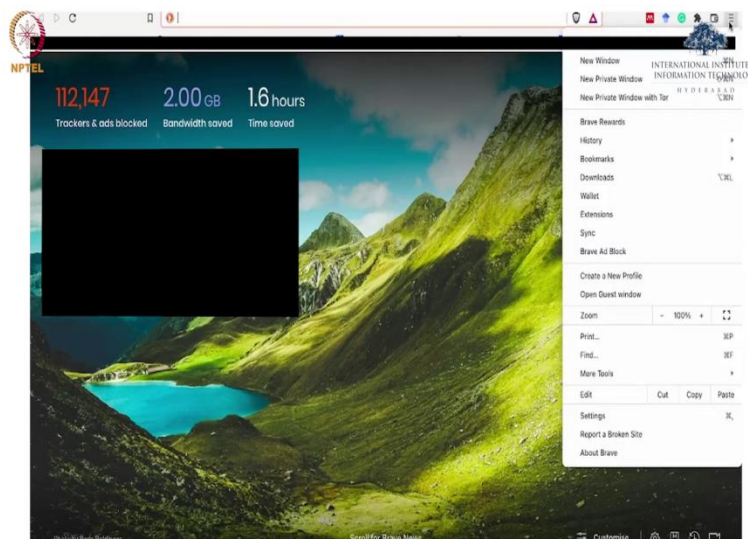 NPTEL
112,147
Trackers & ads blocked
2.00 GB
Bandwidth saved
1.6 hours
Time saved
INTERNATIONAL INSTITUTE
INFORMATION
HYDERABAD
New Window
New Private Window
New Private Window with Tor
Brave Rewards
History
Bookmarks
Downloads ⌥⌘L
Wallet
Extensions
Sync
Brave Ad Block
Create a New Profile
Open Guest window
Zoom - 100% +
Print... ⌘P
Find... ⌘F
More Tools
Edit Cut Copy Paste
Settings ⌘,
Report a Broken Site
About Brave
Scroll for Brave News
Customise